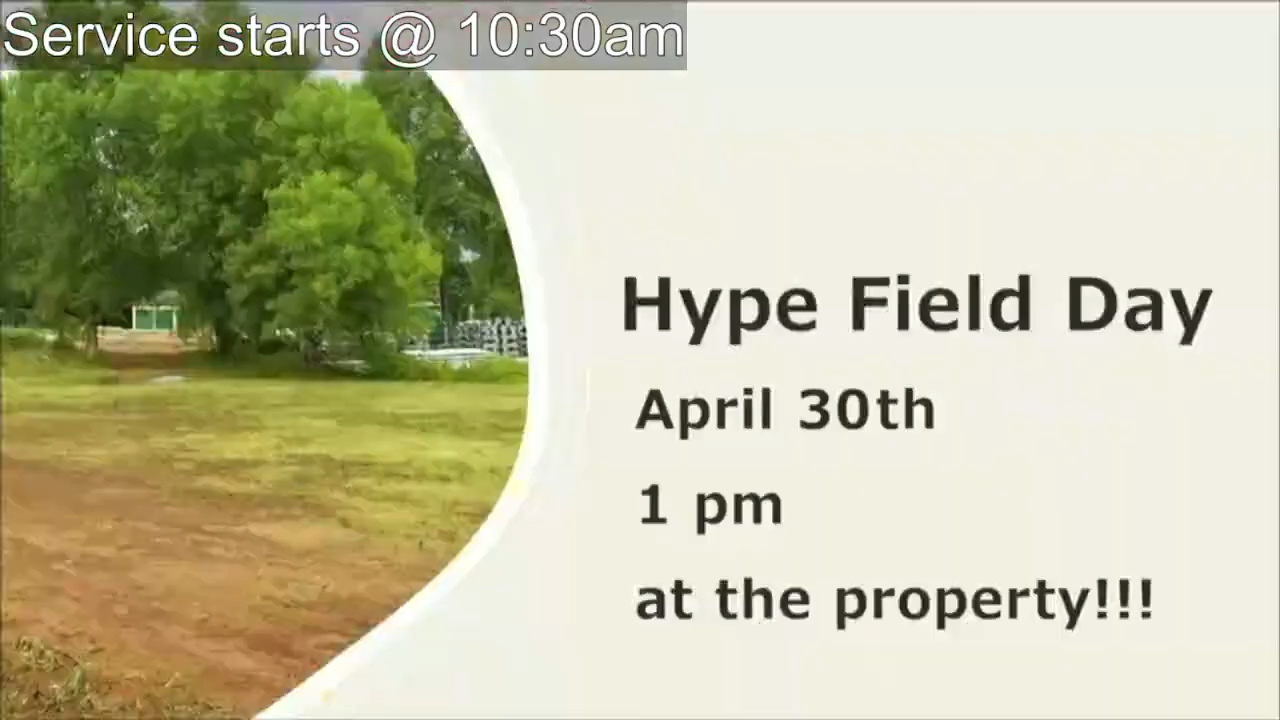 Service starts @ 10:30am
Hype Field Day
April 30th
1 pm
at the property!!!